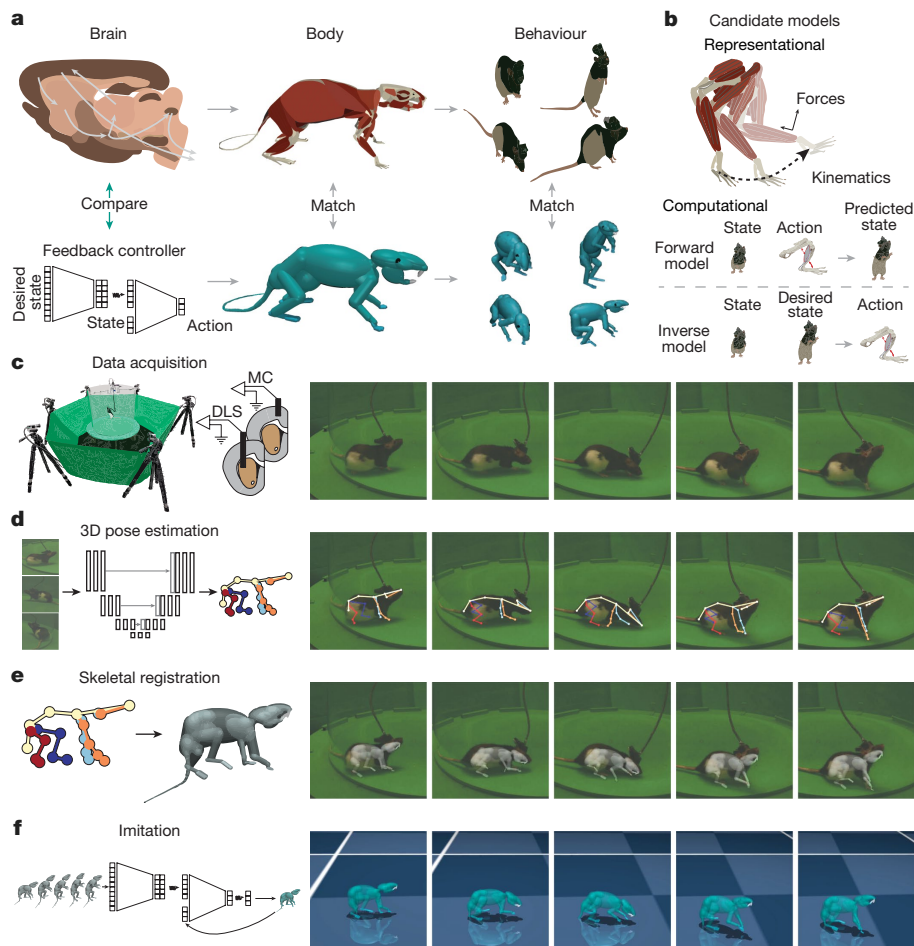 a
Brain
Body
Behaviour
Compare
Match
Match
Feedback controller
Desired
state
State
Action
b
Candidate models
Representational
Forces
Kinematics
Computational
State
Action
Predicted
state
Forward
model
State
Desired
state
Action
Inverse
model
c
Data acquisition
MC
DLS
d
3D pose estimation
e
Skeletal registration
f
Imitation